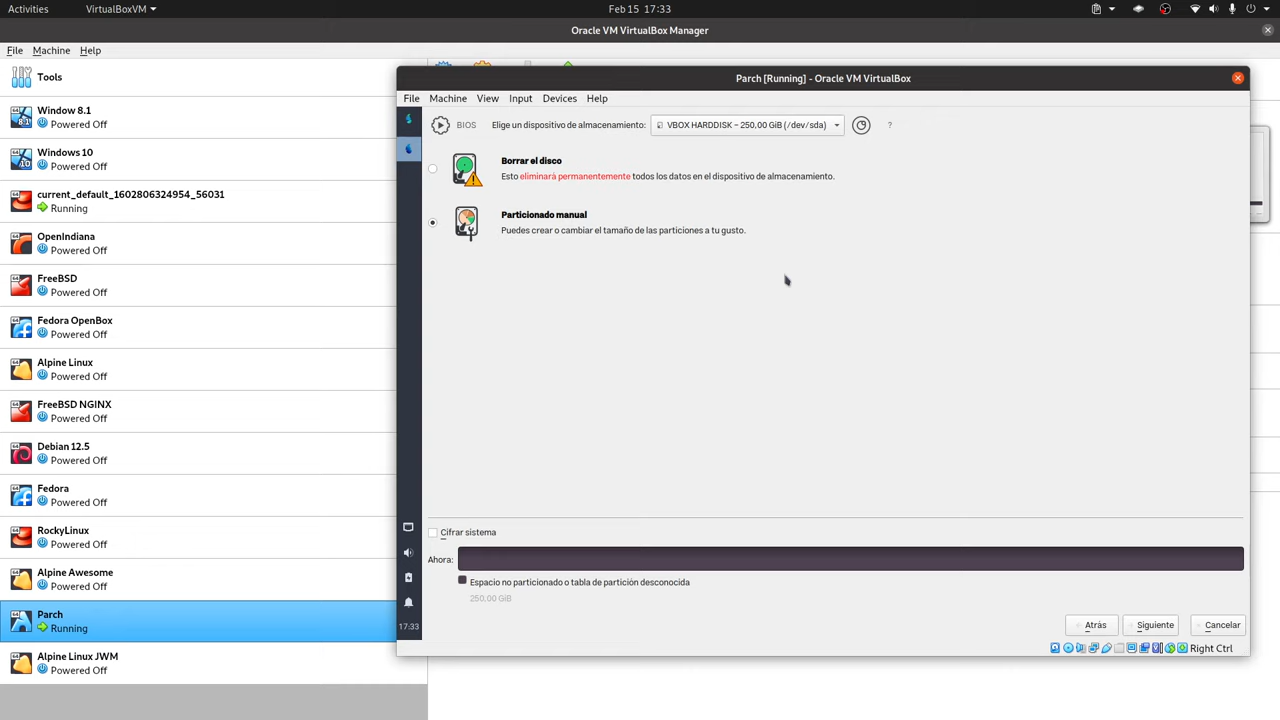 Activities
VirtualBoxVM
Feb 15 17:33
Oracle VM VirtualBox Manager
File Machine Help
Tools
Window 8.1
Powered Off
Windows 10
Powered Off
current_default_1602806324954_56031
Running
OpenIndiana
Powered Off
FreeBSD
Powered Off
Fedora OpenBox
Powered Off
Alpine Linux
Powered Off
FreeBSD NGINX
Powered Off
Debian 12.5
Powered Off
Fedora
Powered Off
RockyLinux
Powered Off
Alpine Awesome
Powered Off
Parch
Running
Alpine Linux JWM
Powered Off
Parch [Running] - Oracle VM VirtualBox
File Machine View Input Devices Help
BIOS Elige un dispositivo de almacenamiento: VBOX HARDDISK – 250,00 GiB (/dev/sda) ?
Borrar el disco
Esto eliminará permanentemente todos los datos en el dispositivo de almacenamiento.
Particionado manual
Puedes crear o cambiar el tamaño de las particiones a tu gusto.
Cifrar sistema
Ahora:
Espacio no particionado o tabla de partición desconocida
250,00 GiB
Atrás Siguiente Cancelar
17:33
Right Ctrl